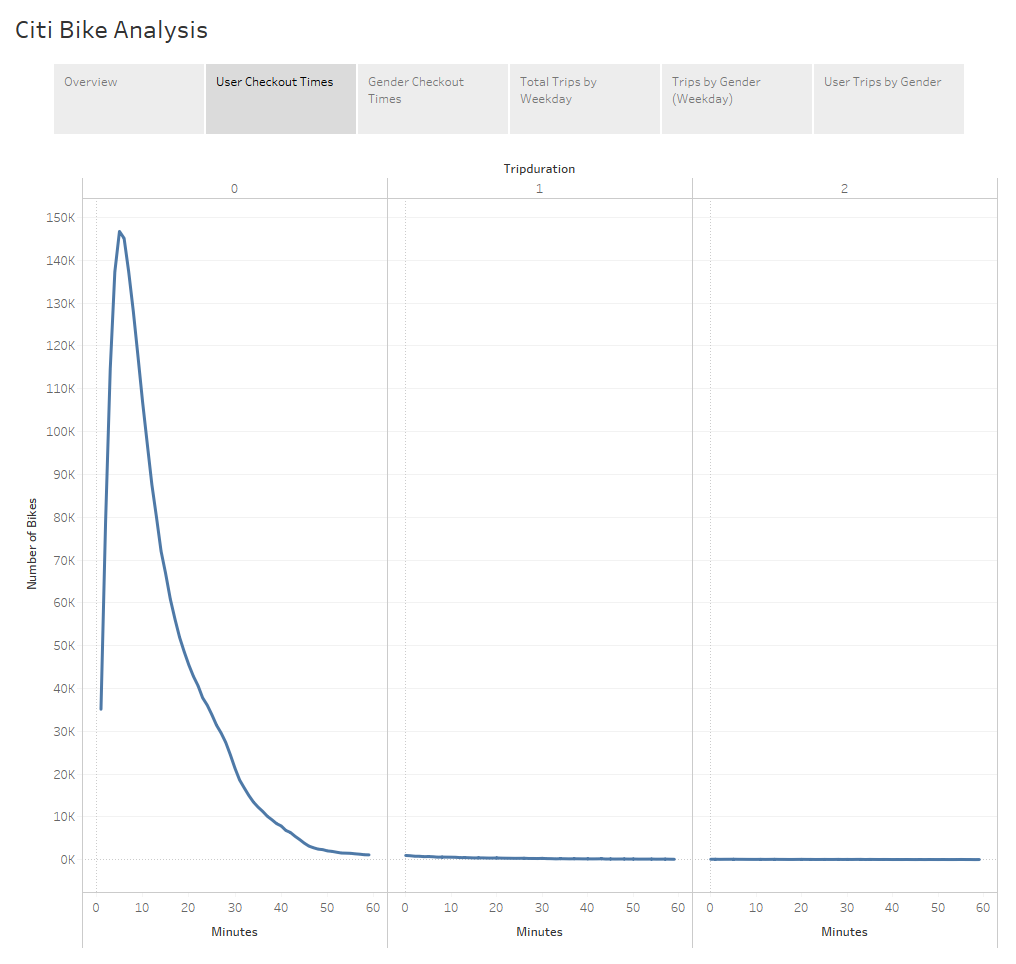 Citi Bike Analysis
Overview
User Checkout Times
Gender Checkout
Times
Total Trips by
Weekday
Trips by Gender
(Weekday)
User Trips by Gender
Tripduration
0 1 2
150K
140K
130K
120K
110K
100K
90K
80K
70K
60K
50K
40K
30K
20K
10K
0K
Number of Bikes
0 10 20 30 40 50 60 0 10 20 30 40 50 60 0 10 20 30 40 50 60
Minutes Minutes Minutes